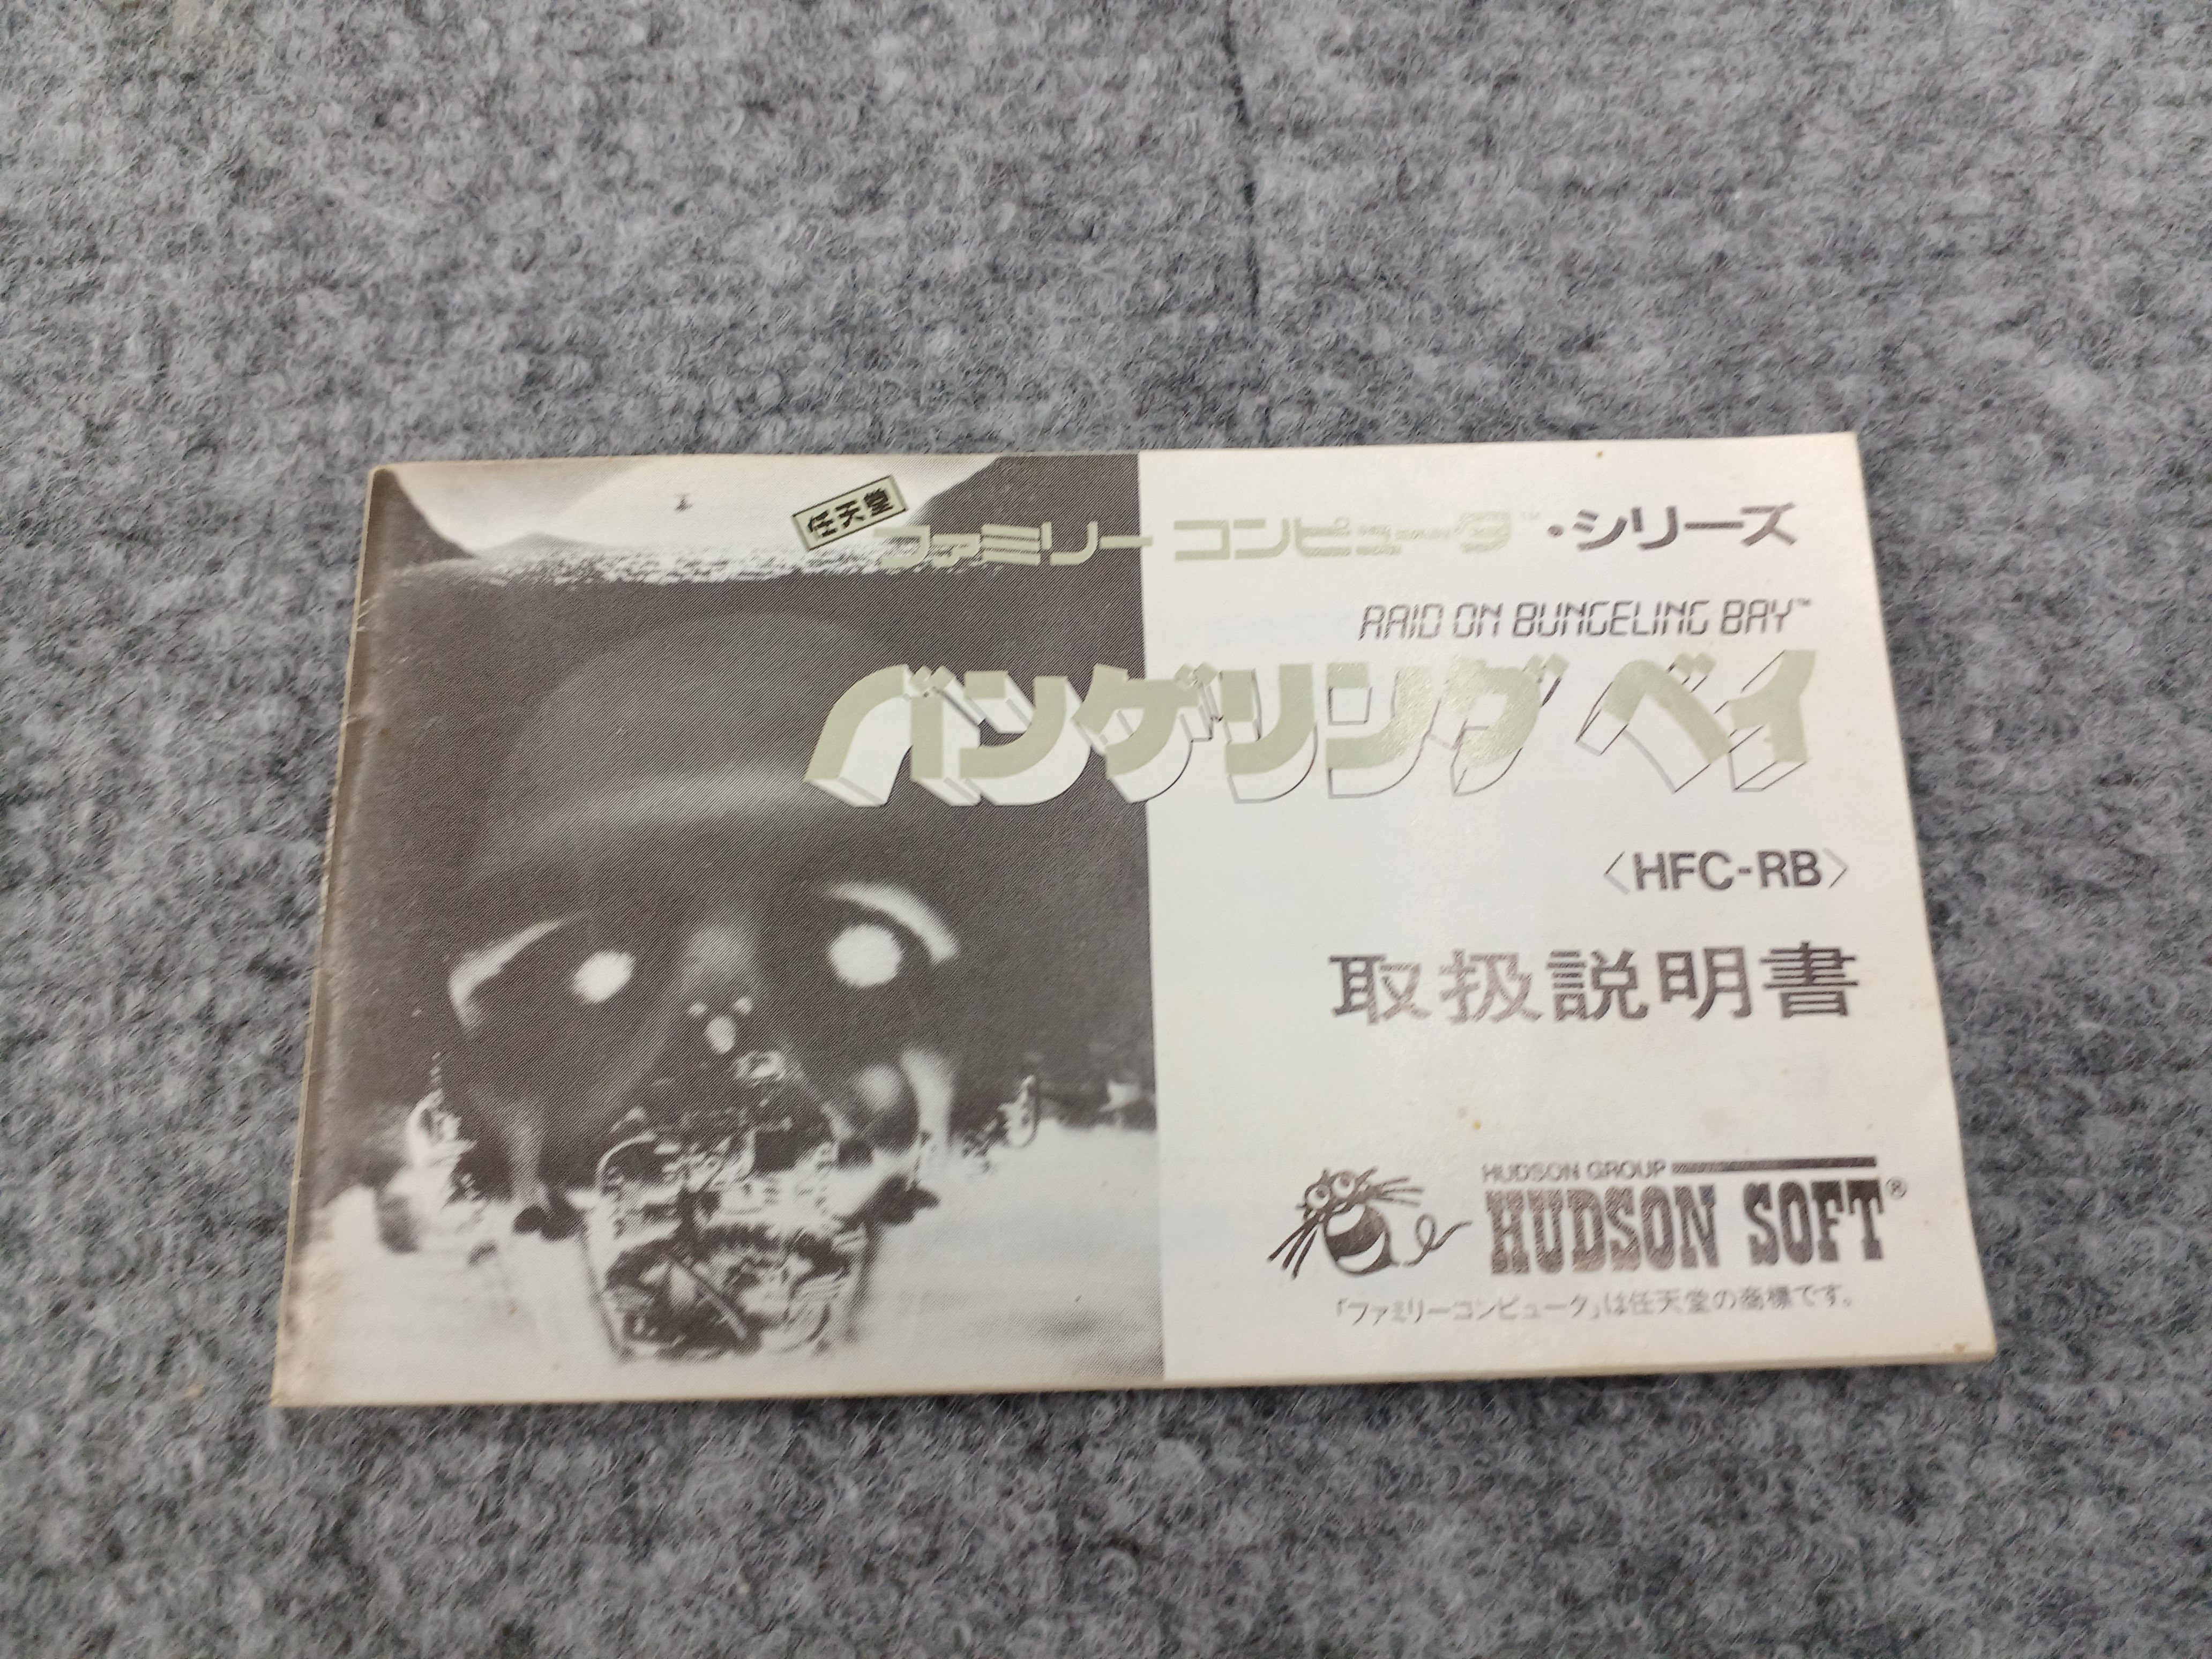 任天堂
ファミリーコンピュータ™・シリーズ
RAID ON BUNGELING BAY™
バンゲリング ベイ
〈HFC-RB〉
取扱説明書
HUDSON GROUP
HUDSON SOFT®
「ファミリーコンピュータ」は任天堂の商標です。